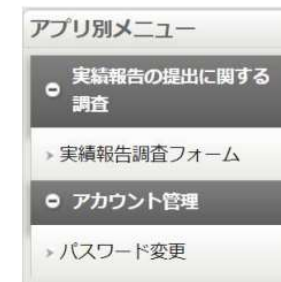 アプリ別メニュー
実績報告の提出に関する
調査
実績報告調査フォーム
アカウント管理
パスワード変更